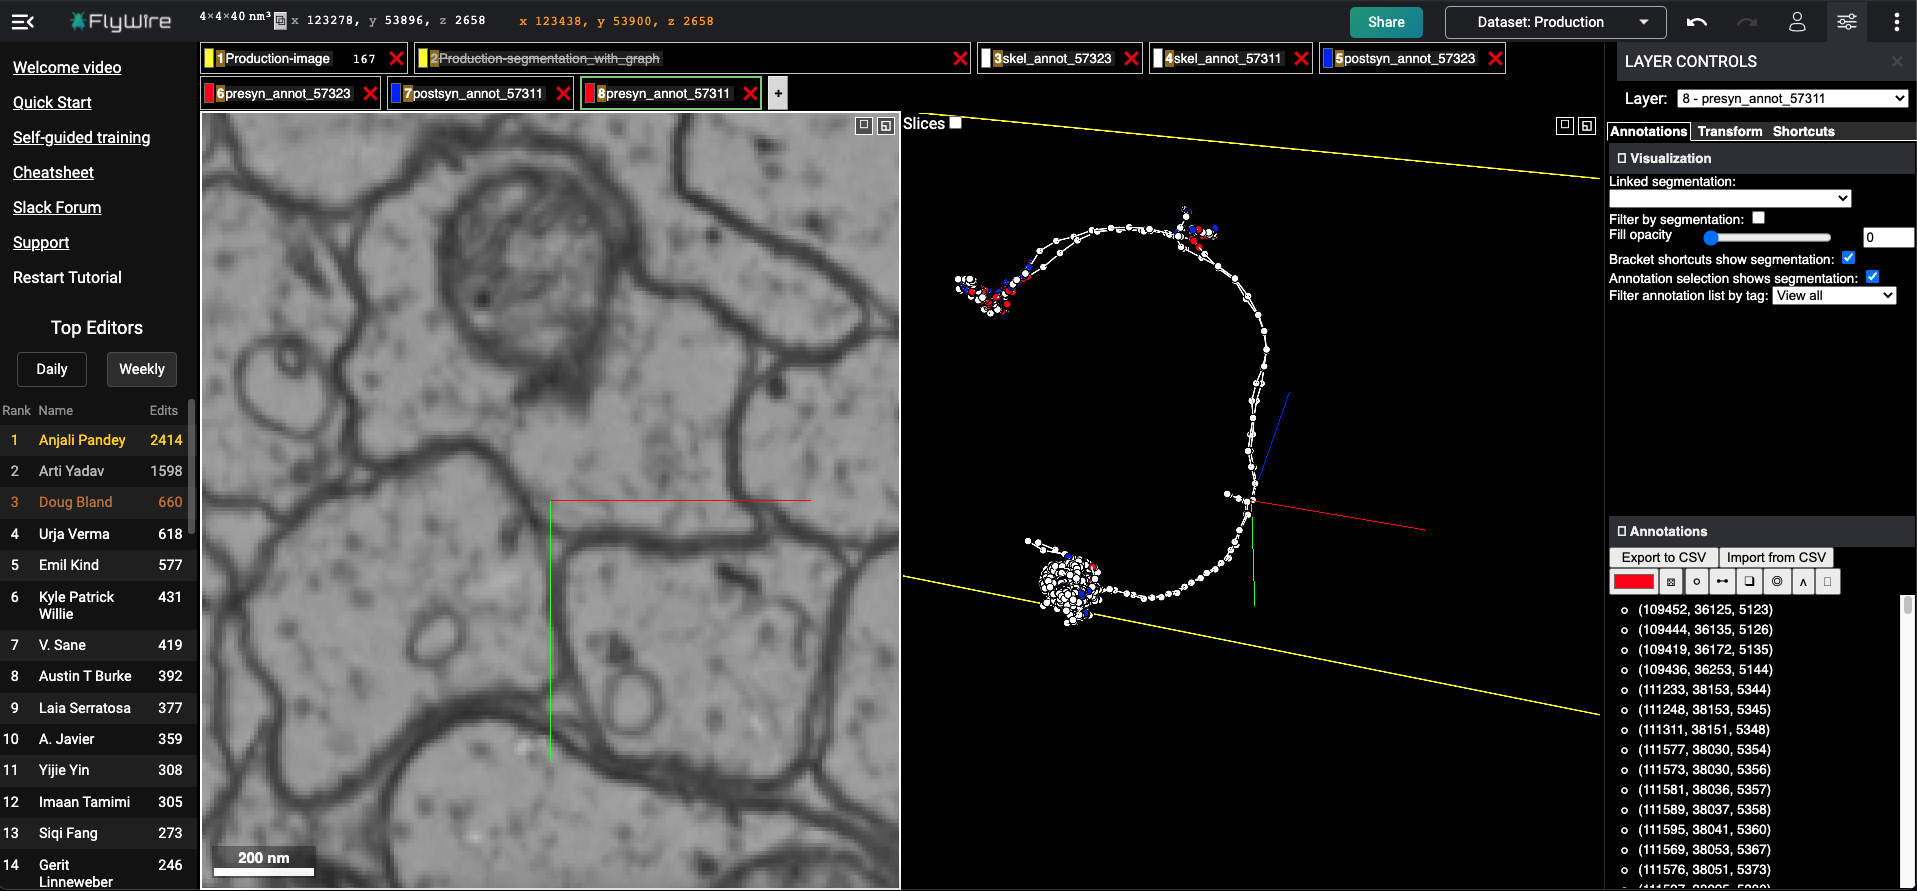 FlyWire
4×4×40 nm³ x 123278, y 53896, z 2658 x 123438, y 53900, z 2658
Share
Dataset: Production
Welcome video
Quick Start
Self-guided training
Cheatsheet
Slack Forum
Support
Restart Tutorial
Top Editors
Daily Weekly
Rank Name Edits
1 Anjali Pandey 2414
2 Arti Yadav 1598
3 Doug Bland 660
4 Urja Verma 618
5 Emil Kind 577
6 Kyle Patrick Willie 431
7 V. Sane 419
8 Austin T Burke 392
9 Laia Serratosa 377
10 A. Javier 359
11 Yijie Yin 308
12 Imaan Tamimi 305
13 Siqi Fang 273
14 Gerit Linneweber 246
1 Production-image 167
2 Production-segmentation_with_graph
3 skel_annot_57323
4 skel_annot_57311
5 postsyn_annot_57323
6 presyn_annot_57323
7 postsyn_annot_57311
8 presyn_annot_57311
+
200 nm
Slices
LAYER CONTROLS
Layer: 8 - presyn_annot_57311
Annotations Transform Shortcuts
Visualization
Linked segmentation:
Filter by segmentation:
Fill opacity 0
Bracket shortcuts show segmentation:
Annotation selection shows segmentation:
Filter annotation list by tag: View all
Annotations
Export to CSV Import from CSV
(109452, 36125, 5123)
(109444, 36135, 5126)
(109419, 36172, 5135)
(109436, 36253, 5144)
(111233, 38153, 5344)
(111248, 38153, 5345)
(111311, 38151, 5348)
(111577, 38030, 5354)
(111573, 38030, 5356)
(111581, 38036, 5357)
(111589, 38037, 5358)
(111595, 38041, 5360)
(111569, 38053, 5367)
(111576, 38051, 5373)